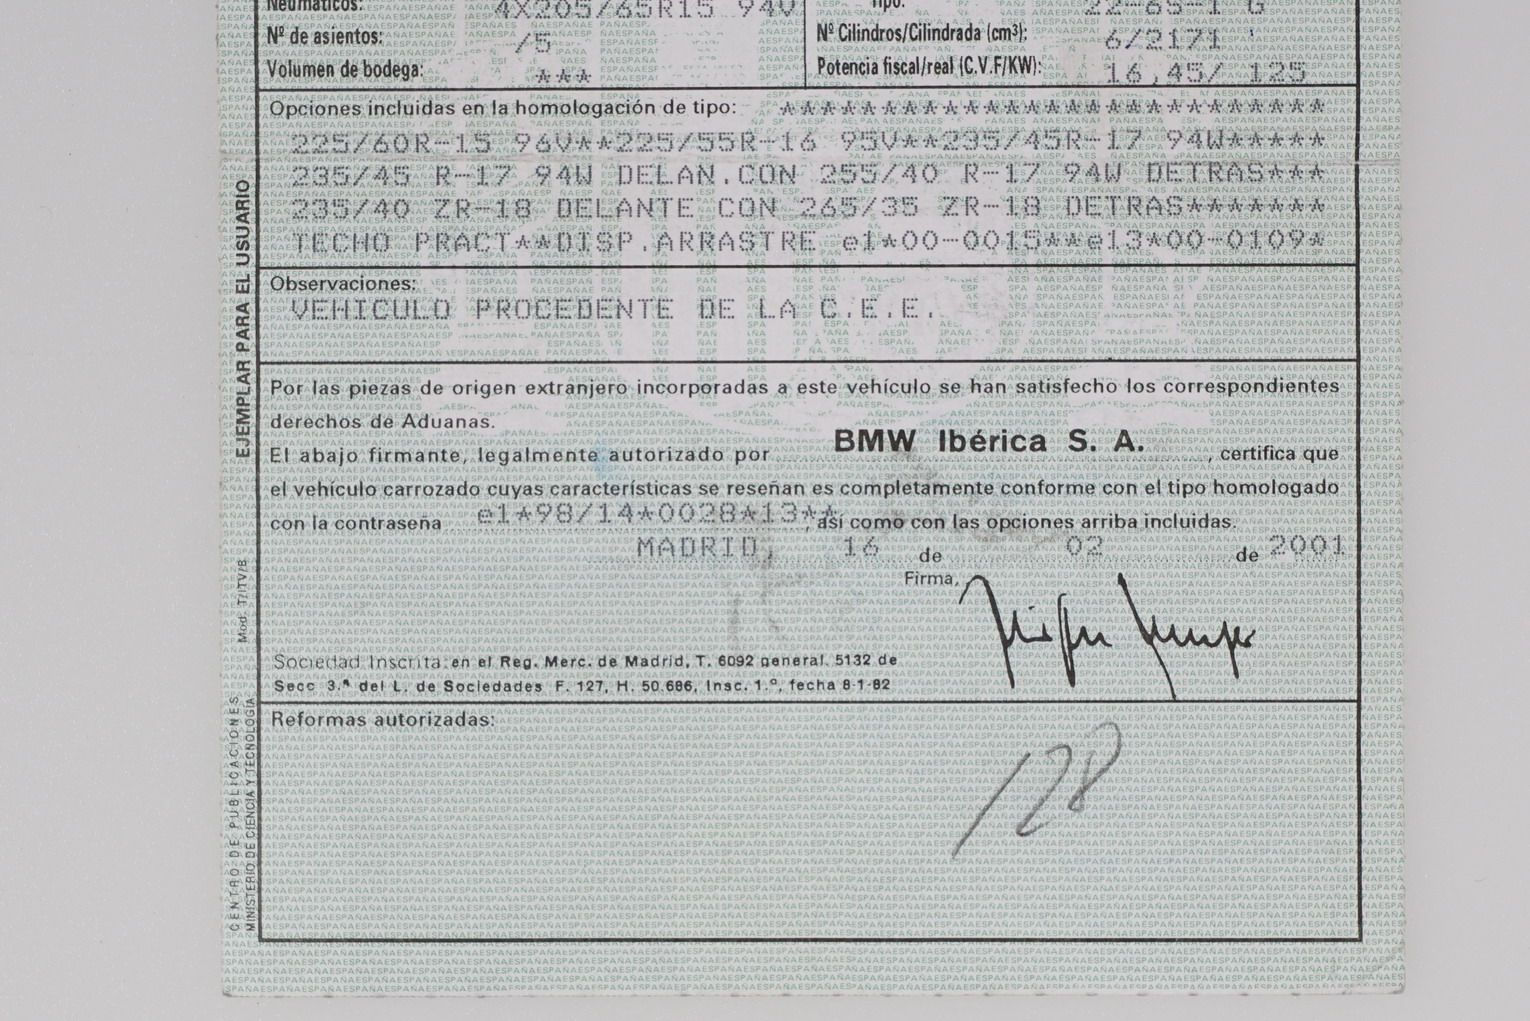 Neumáticos: 4X205/65R15 94V
Tipo: 22-6S-1 G
Nº de asientos: /5
Nº Cilindros/Cilindrada (cm³): 6/2171
Volumen de bodega: ***
Potencia fiscal/real (C.V.F/KW): 16,45/ 125
Opciones incluidas en la homologación de tipo: ***************************
225/60R-15 96V**225/55R-16 95V**235/45R-17 94W*****
235/45 R-17 94W DELAN.CON 255/40 R-17 94W DETRAS***
235/40 ZR-18 DELANTE CON 265/35 ZR-18 DETRAS*******
TECHO PRACT**DISP.ARRASTRE e1*00-0015**e13*00-0109*
Observaciones:
VEHICULO PROCEDENTE DE LA C.E.E.
Por las piezas de origen extranjero incorporadas a este vehículo se han satisfecho los correspondientes
derechos de Aduanas.
El abajo firmante, legalmente autorizado por BMW Ibérica S. A. , certifica que
el vehículo carrozado cuyas características se reseñan es completamente conforme con el tipo homologado
con la contraseña e1*98/14*0028*13**, así como con las opciones arriba incluidas.
MADRID, 16 de 02 de 2001
Firma,
Sociedad Inscrita: en el Reg. Merc. de Madrid, T. 6092 general. 5132 de
Secc 3.ª del L. de Sociedades F. 127, H. 50.686, Insc. 1.º, fecha 8-1-82
Reformas autorizadas:
128
EJEMPLAR PARA EL USUARIO
Mod. T/ITV/B
CENTRO DE PUBLICACIONES
MINISTERIO DE CIENCIA Y TECNOLOGIA